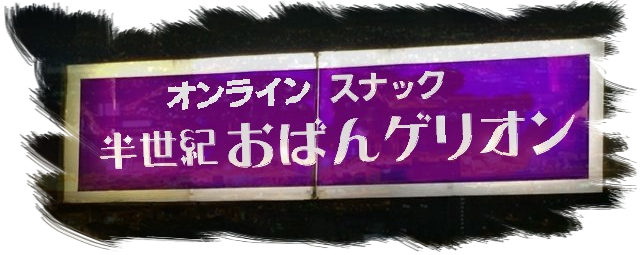 オンライン スナック
半世紀 おばんゲリオン